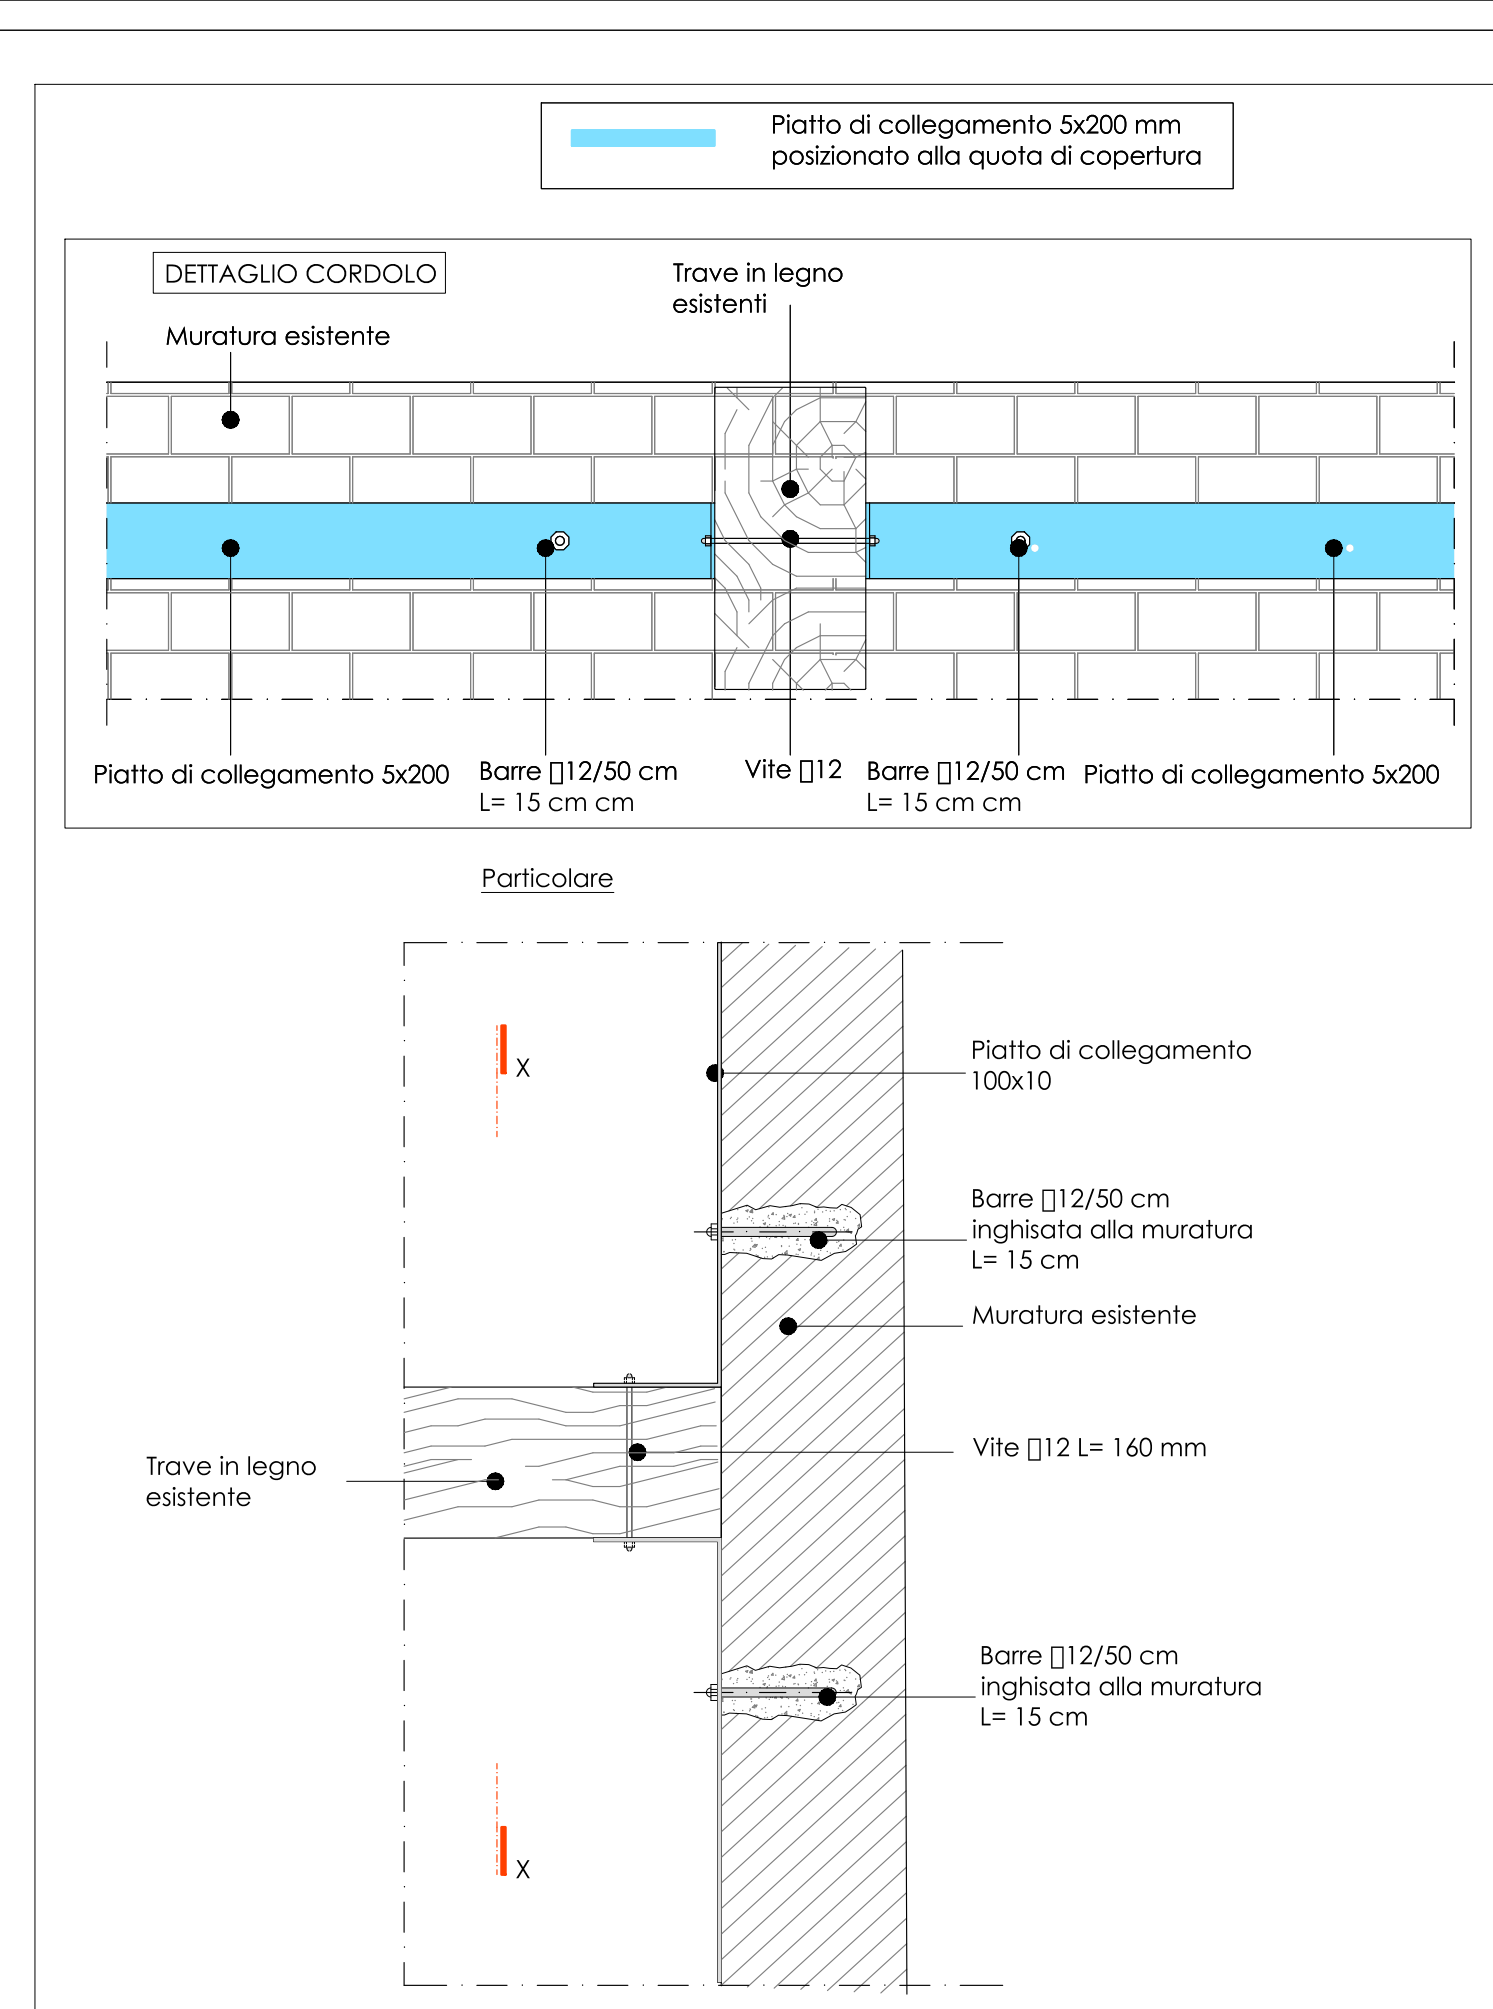 Piatto di collegamento 5x200 mm
posizionato alla quota di copertura
DETTAGLIO CORDOLO
Trave in legno
esistenti
Muratura esistente
Piatto di collegamento 5x200
Barre ▯12/50 cm
L= 15 cm cm
Vite ▯12
Barre ▯12/50 cm
L= 15 cm cm
Piatto di collegamento 5x200
Particolare
X
Piatto di collegamento
100x10
Barre ▯12/50 cm
inghisata alla muratura
L= 15 cm
Muratura esistente
Vite ▯12 L= 160 mm
Trave in legno
esistente
Barre ▯12/50 cm
inghisata alla muratura
L= 15 cm
X